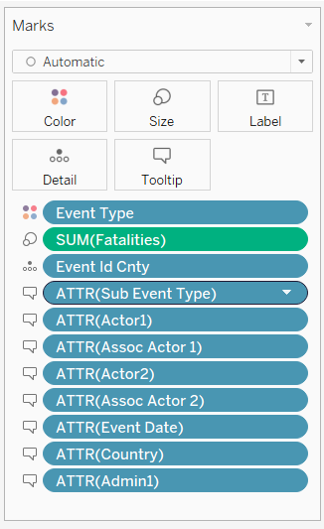 Marks
Automatic
Color Size Label
Detail Tooltip
Event Type
SUM(Fatalities)
Event Id Cnty
ATTR(Sub Event Type)
ATTR(Actor1)
ATTR(Assoc Actor 1)
ATTR(Actor2)
ATTR(Assoc Actor 2)
ATTR(Event Date)
ATTR(Country)
ATTR(Admin1)